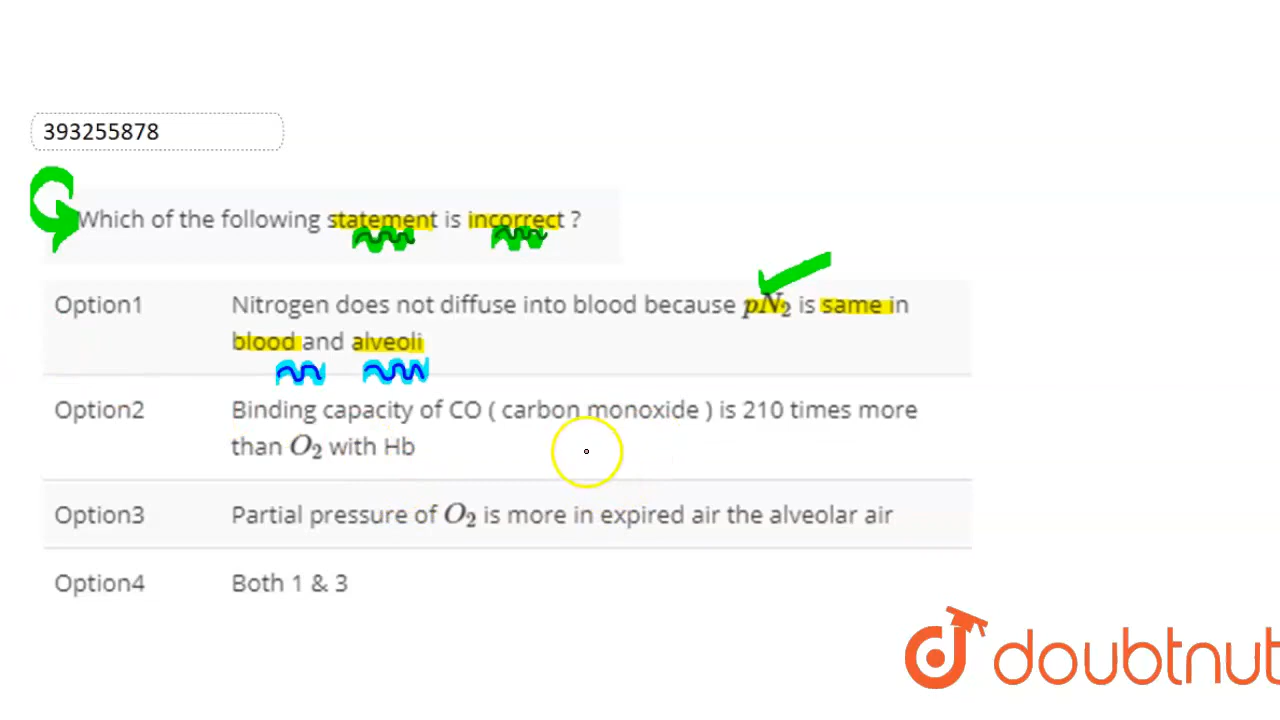 393255878
Which of the following statement is incorrect ?
Option1 Nitrogen does not diffuse into blood because pN₂ is same in
blood and alveoli
Option2 Binding capacity of CO ( carbon monoxide ) is 210 times more
than O₂ with Hb
Option3 Partial pressure of O₂ is more in expired air the alveolar air
Option4 Both 1 & 3
doubtnut